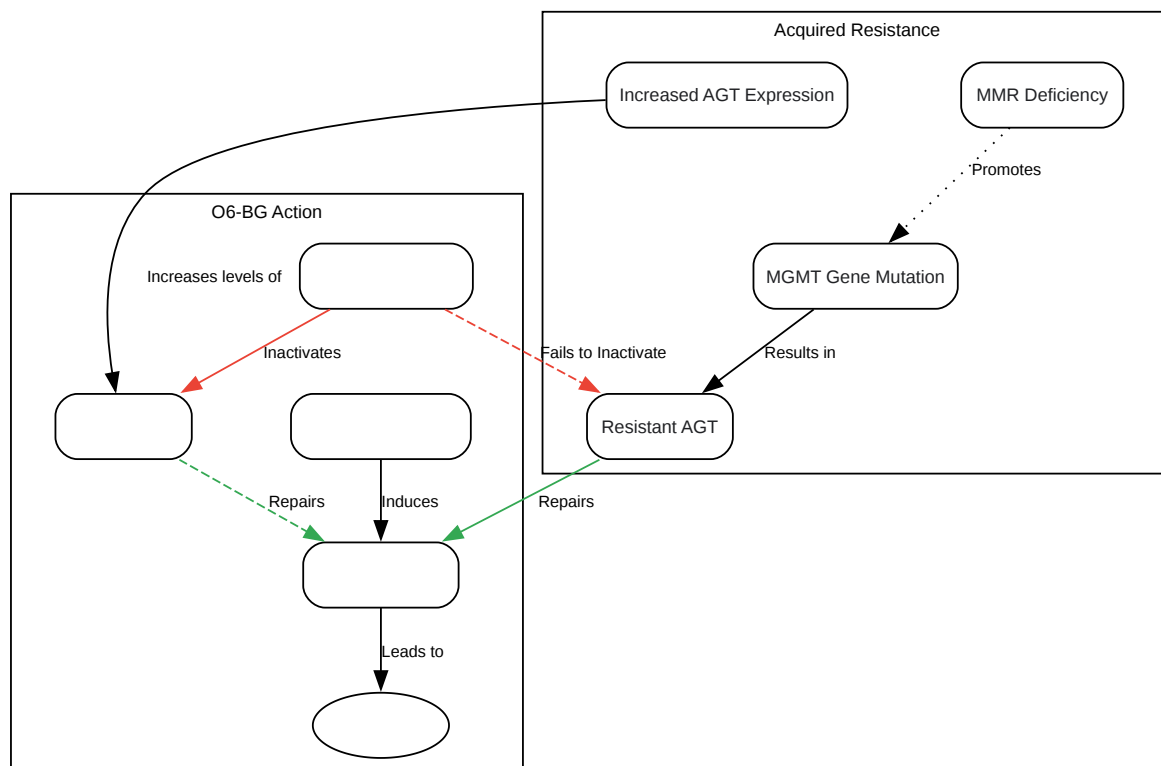 Acquired Resistance
Increased AGT Expression
MMR Deficiency
Promotes
O6-BG Action
Increases levels of
MGMT Gene Mutation
Inactivates
Fails to Inactivate
Results in
Resistant AGT
Repairs
Induces
Repairs
Leads to